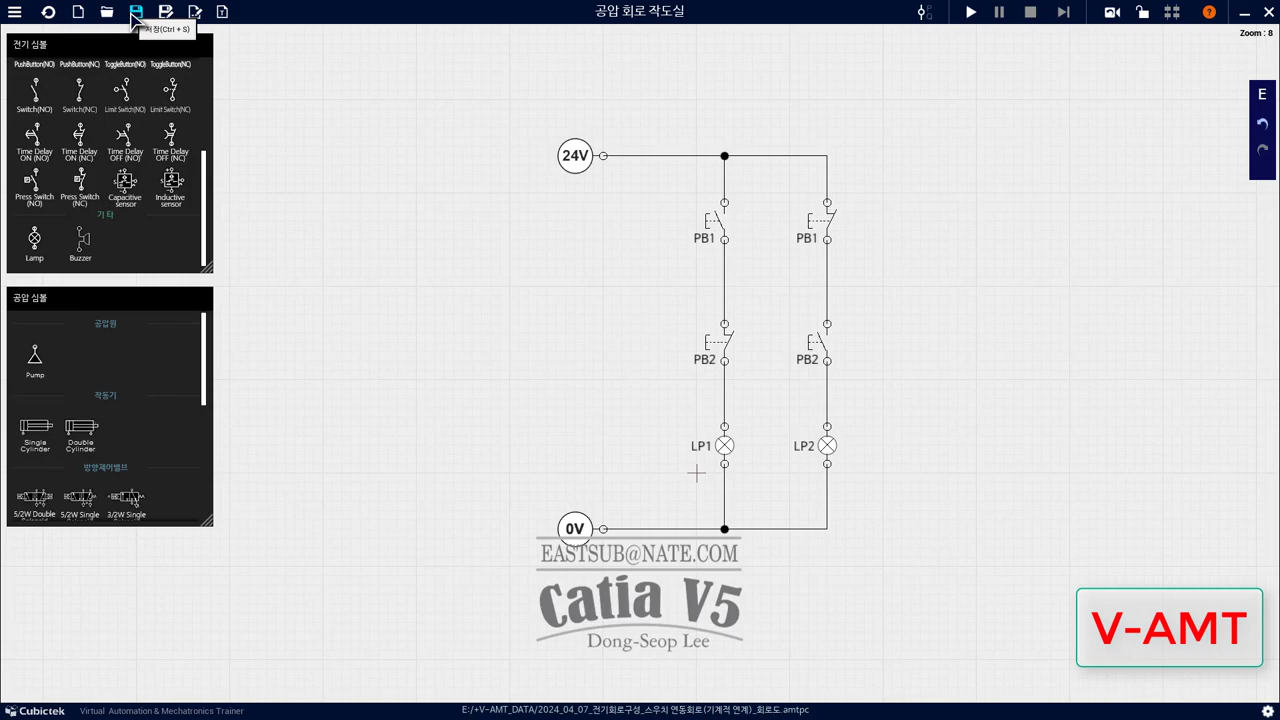 공압 회로 작도실
저장(Ctrl + S)
Zoom : 8
전기 심볼
PushButton(NO) PushButton(NC) ToggleButton(NO) ToggleButton(NC)
Switch(NO) Switch(NC) Limit Switch(NO) Limit Switch(NC)
Time Delay ON (NO) Time Delay ON (NC) Time Delay OFF (NO) Time Delay OFF (NC)
Press Switch (NO) Press Switch (NC) Capacitive sensor Inductive sensor
기 타
Lamp Buzzer
공압 심볼
공압원
Pump
작동기
Single Cylinder Double Cylinder
방향제어밸브
5/2W Double Solenoid 5/2W Single Solenoid 3/2W Single Solenoid
E
24V
PB1 PB1
PB2 PB2
LP1 LP2
0V
EASTSUB@NATE.COM
Catia V5
Dong-Seop Lee
V-AMT
Cubictek Virtual Automation & Mechatronics Trainer
E:/+V-AMT_DATA/2024_04_07_전기회로구성_스위치 연동회로(기계적 연계)_회로도.amtpc